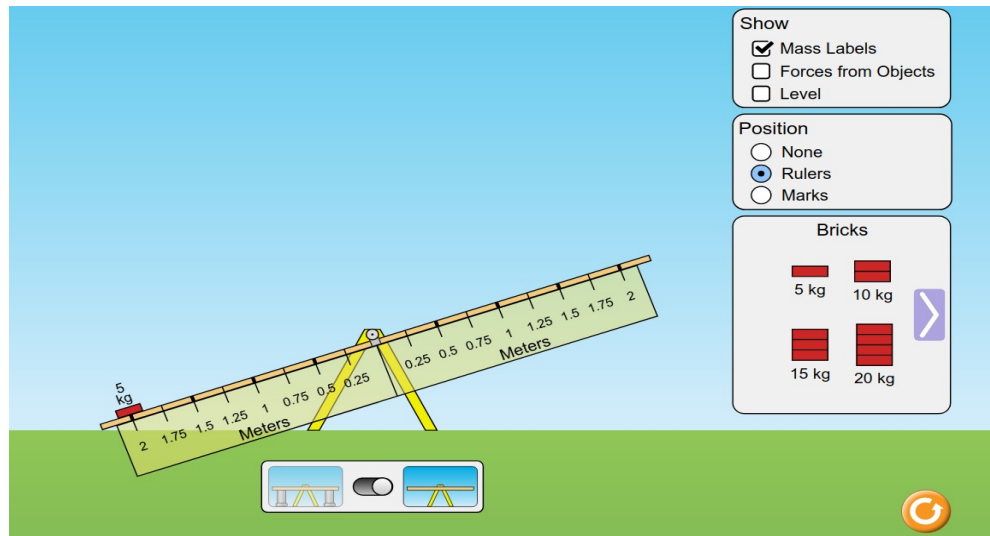 Show
Mass Labels
Forces from Objects
Level
Position
None
Rulers
Marks
Bricks
5 kg
10 kg
15 kg
20 kg
5
kg
2 1.75 1.5 1.25 1 0.75 0.5 0.25
Meters
0.25 0.5 0.75 1 1.25 1.5 1.75 2
Meters